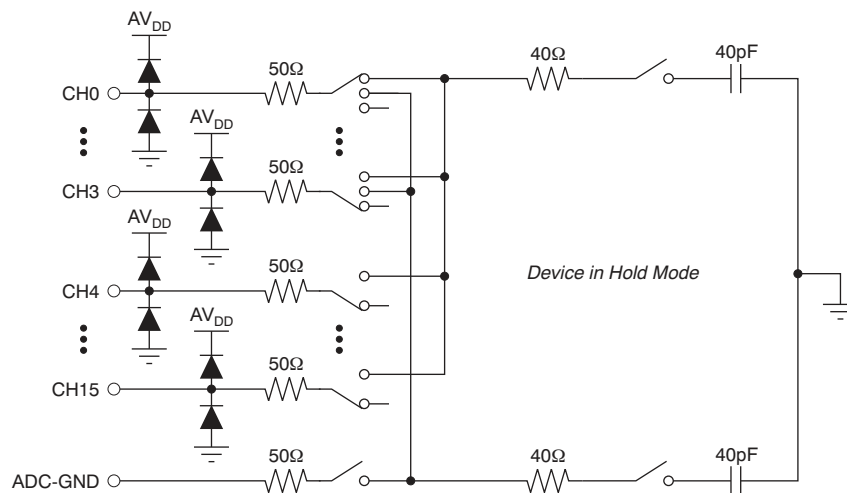 AVDD
50Ω
40Ω
40pF
CH0
AVDD
50Ω
CH3
AVDD
50Ω
CH4
Device in Hold Mode
AVDD
50Ω
CH15
50Ω
40Ω
40pF
ADC-GND